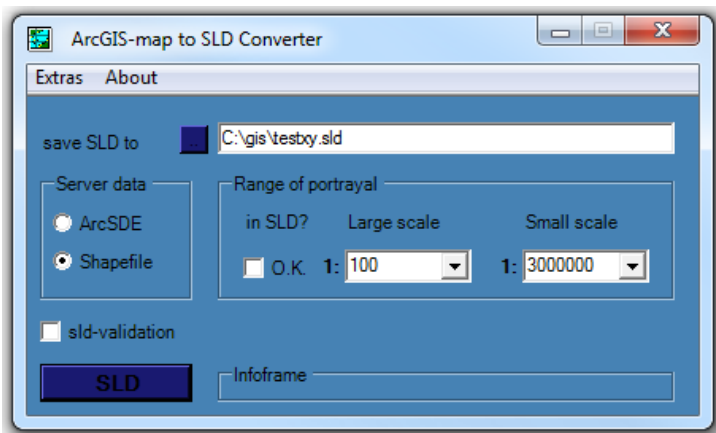 ArcGIS-map to SLD Converter
Extras About
save SLD to .. C:\gis\testxy.sld
Server data
ArcSDE
Shapefile
Range of portrayal
in SLD? Large scale Small scale
O.K. 1: 100 1: 3000000
sld-validation
SLD
Infoframe